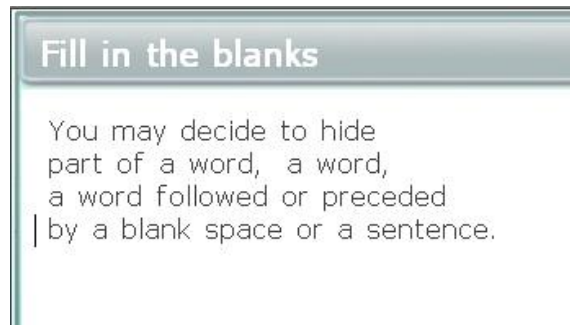 Fill in the blanks
You may decide to hide
part of a word,  a word,
a word followed or preceded
by a blank space or a sentence.